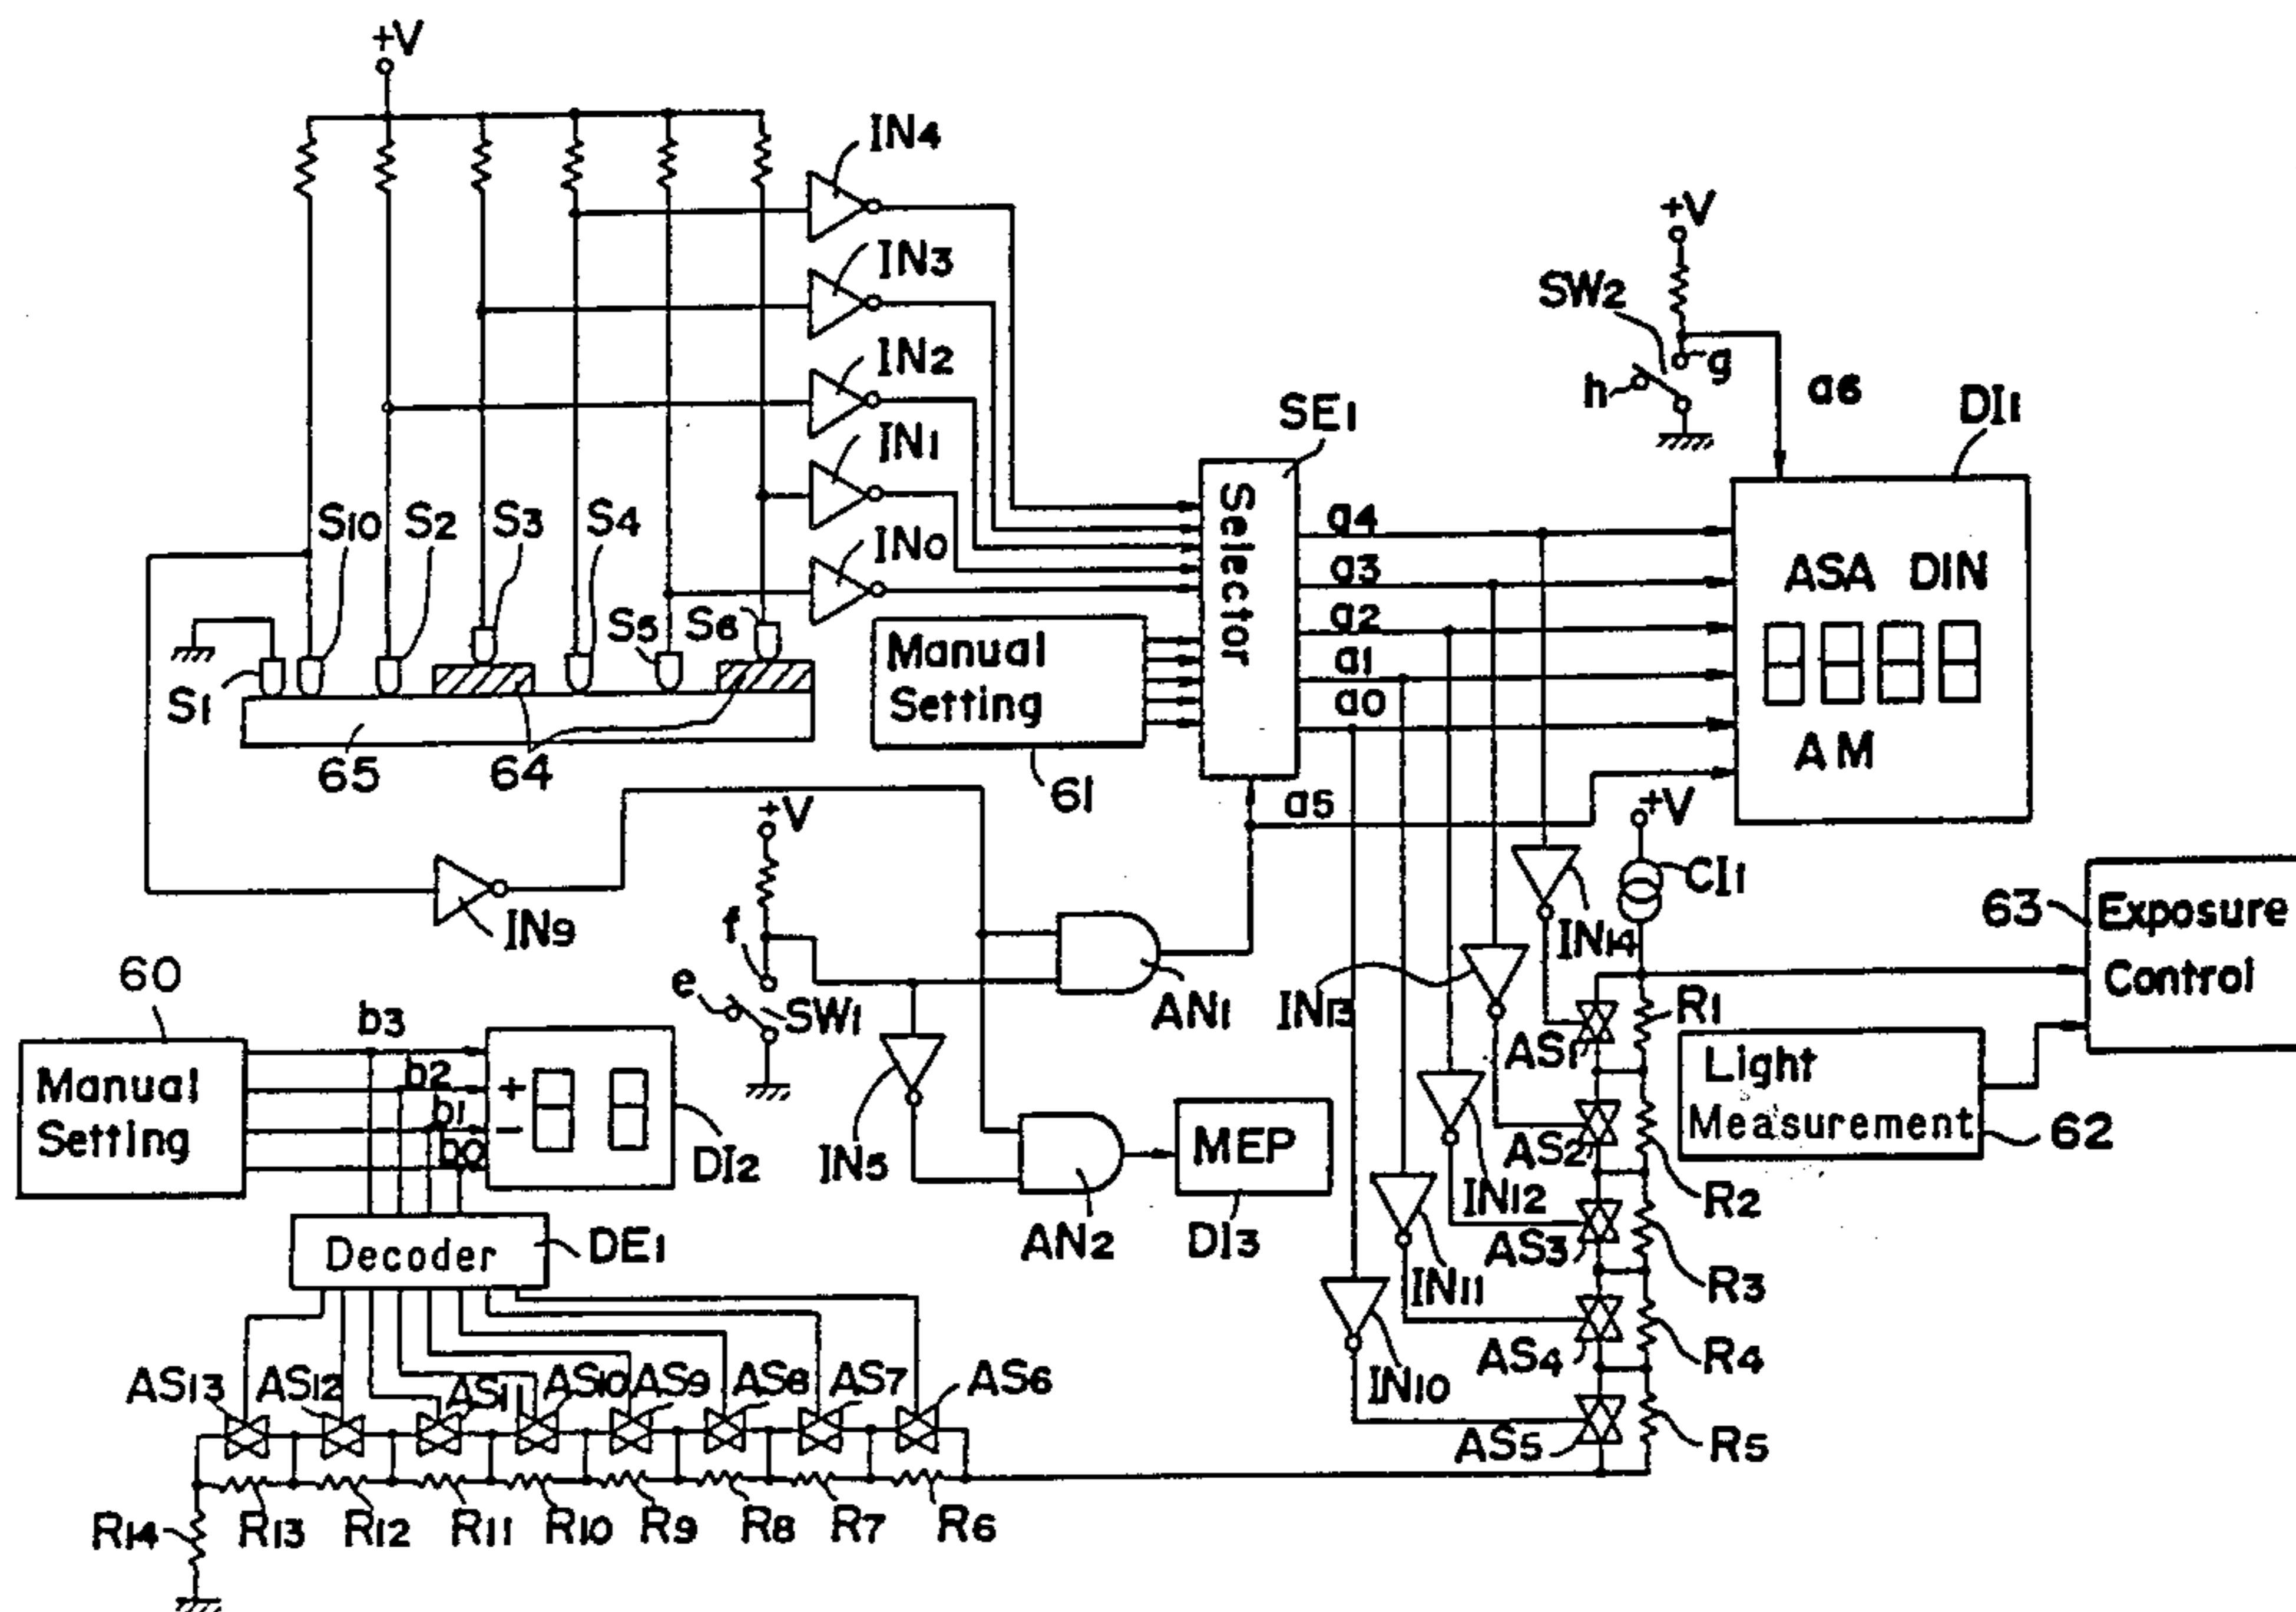 +V
IN4
IN3
IN2
IN1
IN0
S10
S2
S3
S4
S5
S6
S1
65
64
Manual
Setting
61
SE1
Selector
+V
SW2
g
h
a6
DI1
a4
a3
a2
a1
a0
a5
ASA DIN
AM
+V
CI1
63
Exposure
Control
IN9
+V
f
e
SW1
AN1
IN14
IN13
IN12
IN11
IN10
AS1
AS2
AS3
AS4
AS5
R1
R2
R3
R4
R5
Light
Measurement
62
60
Manual
Setting
b3
b2
b1
b0
+
-
DI2
IN5
AN2
MEP
DI3
Decoder
DE1
AS13
AS12
AS11
AS10
AS9
AS8
AS7
AS6
R14
R13
R12
R11
R10
R9
R8
R7
R6